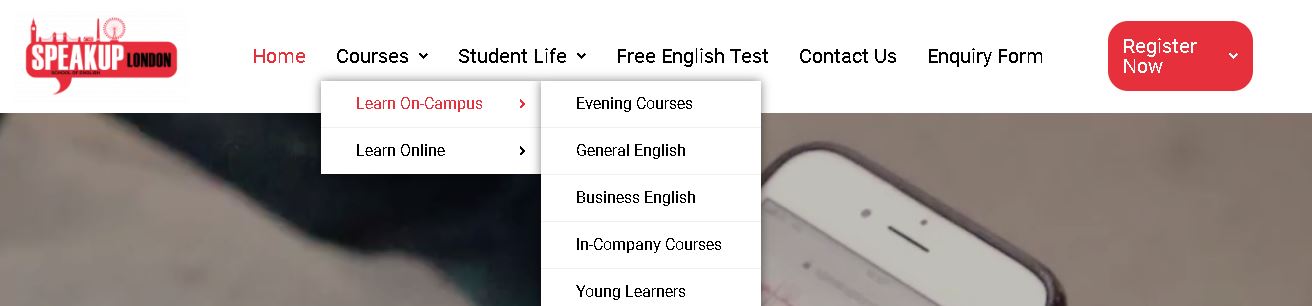 SPEAKUP LONDON
SCHOOL OF ENGLISH
Home Courses Student Life Free English Test Contact Us Enquiry Form Register Now
Learn On-Campus
Learn Online
Evening Courses
General English
Business English
In-Company Courses
Young Learners